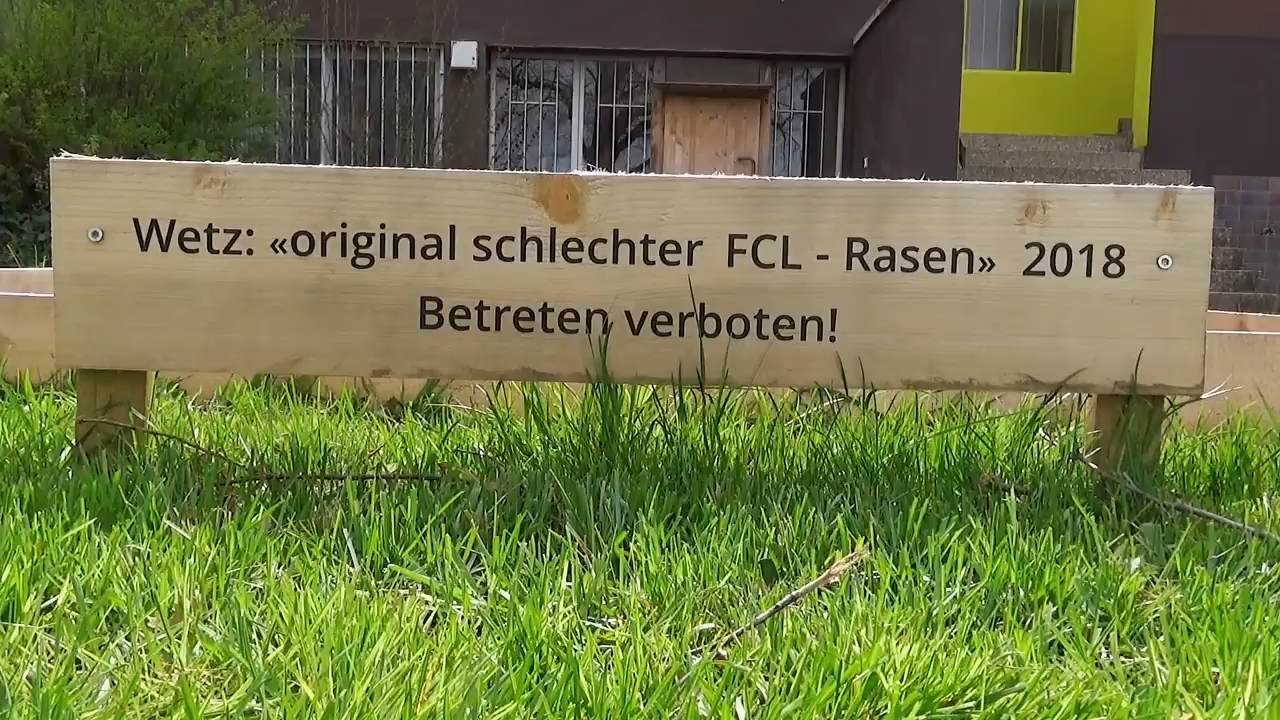 Wetz: «original schlechter FCL - Rasen» 2018
Betreten verboten!